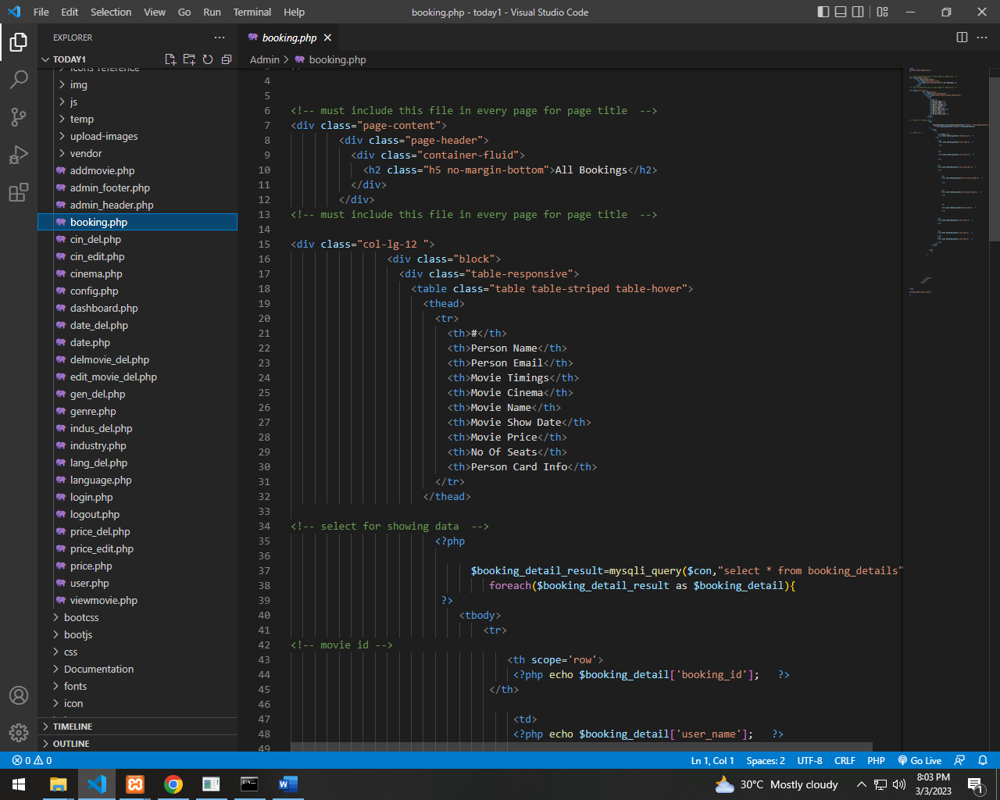 File Edit Selection View Go Run Terminal Help booking.php - today1 - Visual Studio Code
EXPLORER
booking.php
TODAY1
Admin > booking.php
icons-reference
img
js
temp
upload-images
vendor
addmovie.php
admin_footer.php
admin_header.php
booking.php
cin_del.php
cin_edit.php
cinema.php
config.php
dashboard.php
date_del.php
date.php
delmovie_del.php
edit_movie_del.php
gen_del.php
genre.php
indus_del.php
industry.php
lang_del.php
language.php
login.php
logout.php
price_del.php
price_edit.php
price.php
user.php
viewmovie.php
bootcss
bootjs
css
Documentation
fonts
icon
TIMELINE
OUTLINE
4
5
6 <!-- must include this file in every page for page title  -->
7 <div class="page-content">
8 <div class="page-header">
9 <div class="container-fluid">
10 <h2 class="h5 no-margin-bottom">All Bookings</h2>
11 </div>
12 </div>
13 <!-- must include this file in every page for page title  -->
14
15 <div class="col-lg-12 ">
16 <div class="block">
17 <div class="table-responsive">
18 <table class="table table-striped table-hover">
19 <thead>
20 <tr>
21 <th>#</th>
22 <th>Person Name</th>
23 <th>Person Email</th>
24 <th>Movie Timings</th>
25 <th>Movie Cinema</th>
26 <th>Movie Name</th>
27 <th>Movie Show Date</th>
28 <th>Movie Price</th>
29 <th>No Of Seats</th>
30 <th>Person Card Info</th>
31 </tr>
32 </thead>
33
34 <!-- select for showing data  -->
35 <?php
36
37 $booking_detail_result=mysqli_query($con,"select * from booking_details"
38 foreach($booking_detail_result as $booking_detail){
39 ?>
40 <tbody>
41 <tr>
42 <!-- movie id -->
43 <th scope='row'>
44 <?php echo $booking_detail['booking_id'];   ?>
45 </th>
46
47 <td>
48 <?php echo $booking_detail['user_name'];   ?>
49
0 0 Ln 1, Col 1 Spaces: 2 UTF-8 CRLF PHP Go Live
30°C Mostly cloudy
8:03 PM
3/3/2023
1